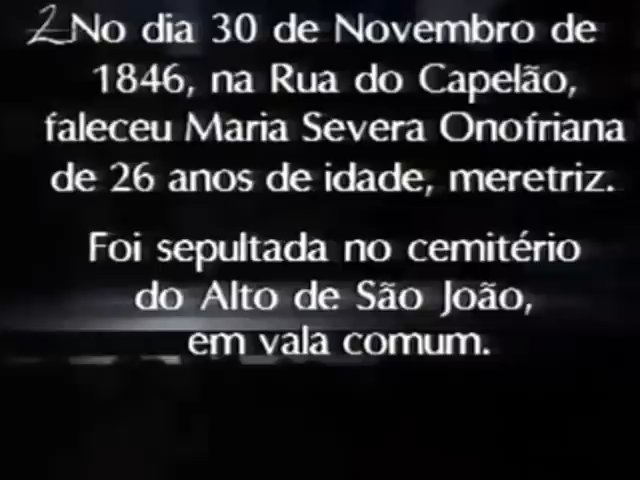 No dia 30 de Novembro de
1846, na Rua do Capelão,
faleceu Maria Severa Onofriana
de 26 anos de idade, meretriz.
Foi sepultada no cemitério
do Alto de São João,
em vala comum.